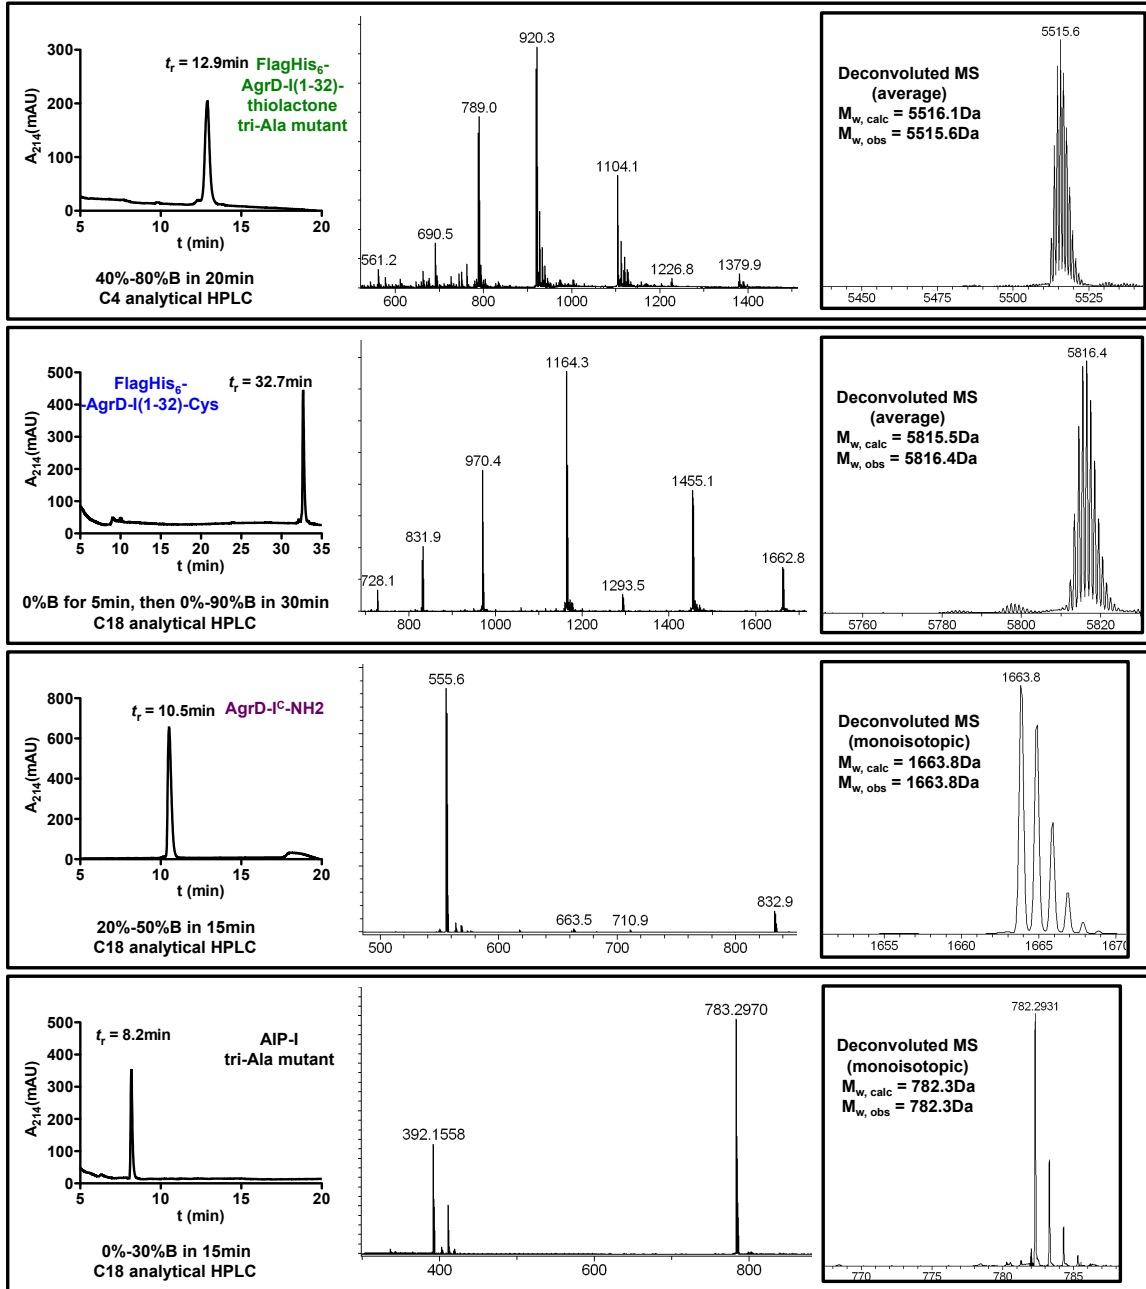 300
200
100
0
A214(mAU)
5 10 15 20
t (min)
tr = 12.9min
FlagHis6-
AgrD-I(1-32)-
thiolactone
tri-Ala mutant
40%-80%B in 20min
C4 analytical HPLC
920.3
789.0
1104.1
690.5
561.2
1226.8
1379.9
600 800 1000 1200 1400
5515.6
Deconvoluted MS
(average)
Mw, calc = 5516.1Da
Mw, obs = 5515.6Da
5450 5475 5500 5525
500
400
300
200
100
0
A214(mAU)
5 10 15 20 25 30 35
t (min)
FlagHis6-
-AgrD-I(1-32)-Cys
tr = 32.7min
0%B for 5min, then 0%-90%B in 30min
C18 analytical HPLC
1164.3
970.4
1455.1
831.9
728.1
1293.5
1662.8
800 1000 1200 1400 1600
5816.4
Deconvoluted MS
(average)
Mw, calc = 5815.5Da
Mw, obs = 5816.4Da
5760 5780 5800 5820
800
600
400
200
0
A214(mAU)
5 10 15 20
t (min)
tr = 10.5min
AgrD-IC-NH2
20%-50%B in 15min
C18 analytical HPLC
555.6
663.5
710.9
832.9
500 600 700 800
1663.8
Deconvoluted MS
(monoisotopic)
Mw, calc = 1663.8Da
Mw, obs = 1663.8Da
1655 1660 1665 1670
500
400
300
200
100
0
A214(mAU)
5 10 15 20
t (min)
tr = 8.2min
AIP-I
tri-Ala mutant
0%-30%B in 15min
C18 analytical HPLC
783.2970
392.1558
400 600 800
782.2931
Deconvoluted MS
(monoisotopic)
Mw, calc = 782.3Da
Mw, obs = 782.3Da
770 775 780 785